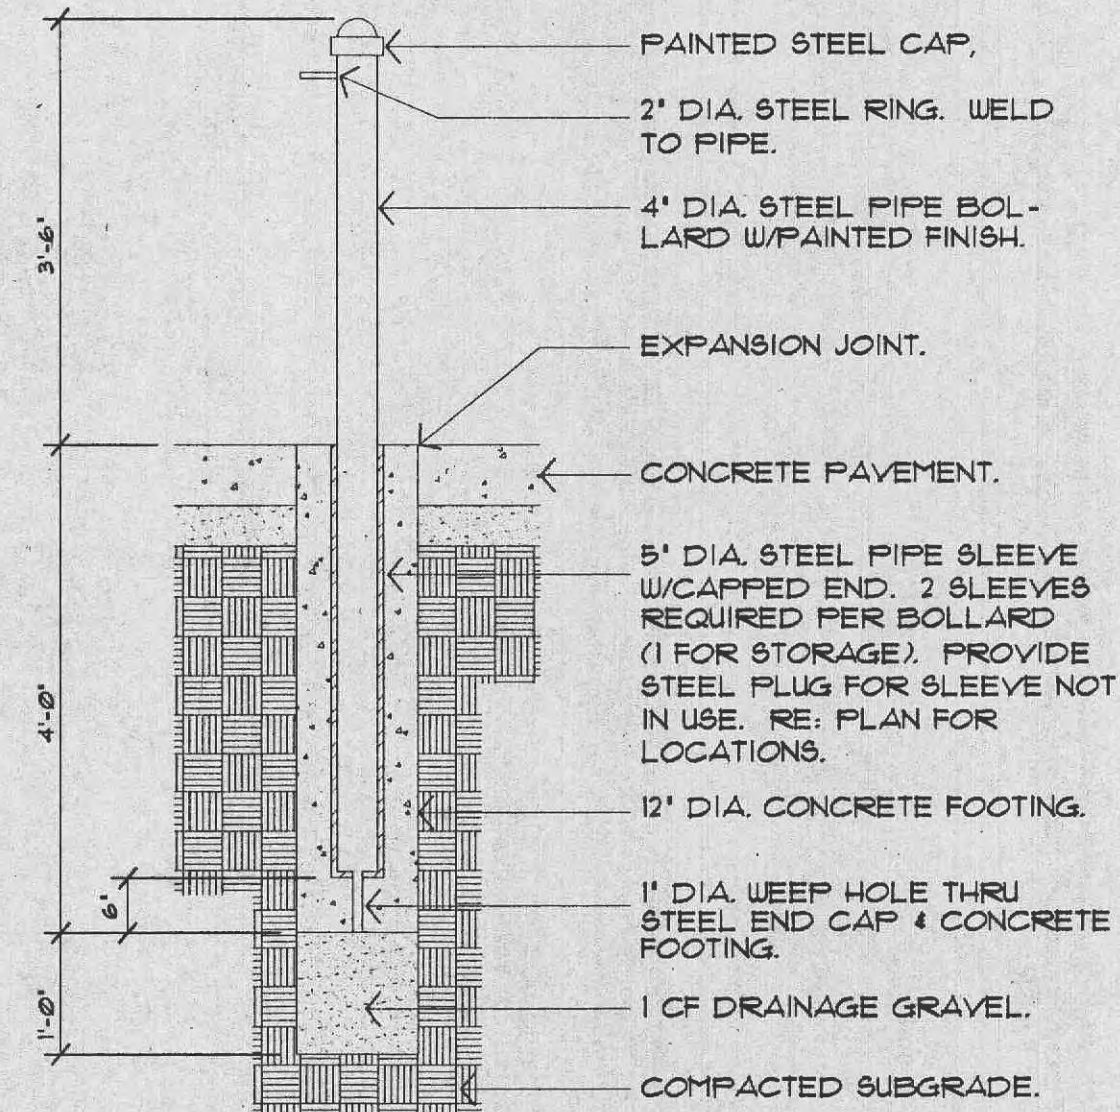 PAINTED STEEL CAP,
2" DIA. STEEL RING. WELD
TO PIPE.
4" DIA. STEEL PIPE BOL-
LARD W/PAINTED FINISH.
EXPANSION JOINT.
CONCRETE PAVEMENT.
5" DIA. STEEL PIPE SLEEVE
W/CAPPED END. 2 SLEEVES
REQUIRED PER BOLLARD
(1 FOR STORAGE). PROVIDE
STEEL PLUG FOR SLEEVE NOT
IN USE. RE: PLAN FOR
LOCATIONS.
12" DIA. CONCRETE FOOTING.
1" DIA. WEEP HOLE THRU
STEEL END CAP & CONCRETE
FOOTING.
1 CF DRAINAGE GRAVEL.
COMPACTED SUBGRADE.
3'-6"
4'-0"
6"
1'-0"